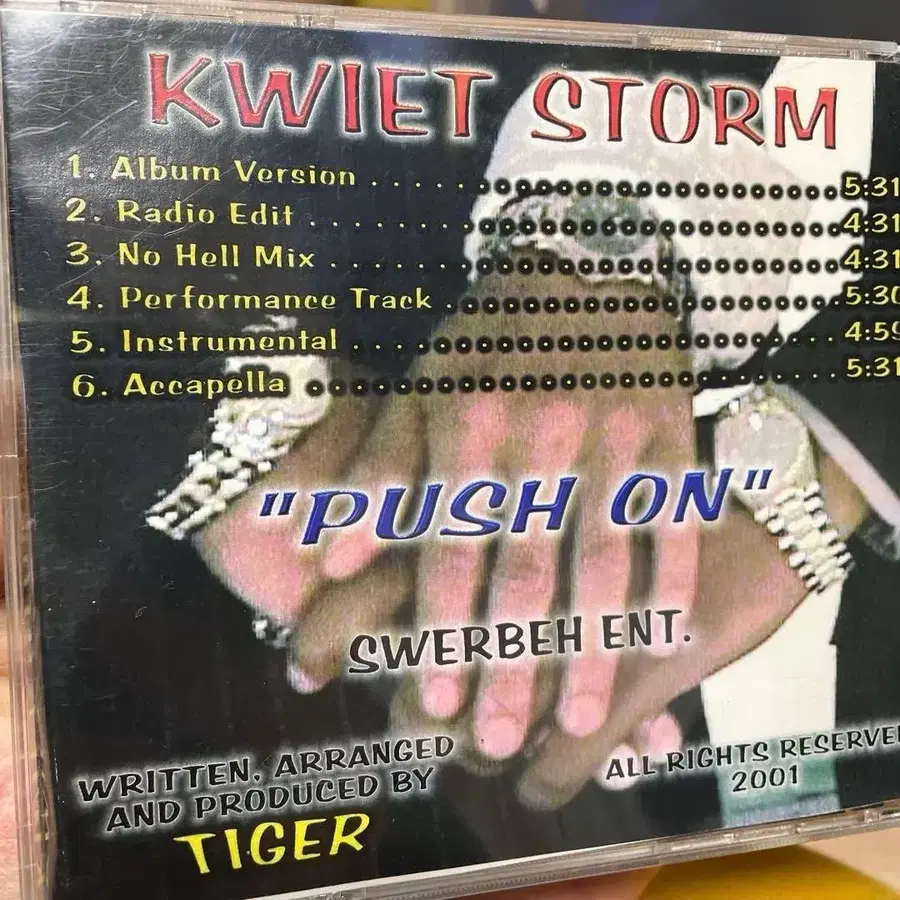 KWIET STORM
1. Album Version . . . . . . . . . . . . . . . . . . . . . . . . 5:31
2. Radio Edit . . . . . . . . . . . . . . . . . . . . . . . . . . . 4:31
3. No Hell Mix . . . . . . . . . . . . . . . . . . . . . . . . . . 4:31
4. Performance Track . . . . . . . . . . . . . . . . . . . . 5:30
5. Instrumental . . . . . . . . . . . . . . . . . . . . . . . . . 4:59
6. Accapella . . . . . . . . . . . . . . . . . . . . . . . . . . . 5:31
"PUSH ON"
SWERBEH ENT.
WRITTEN, ARRANGED
AND PRODUCED BY
TIGER
ALL RIGHTS RESERVE
2001